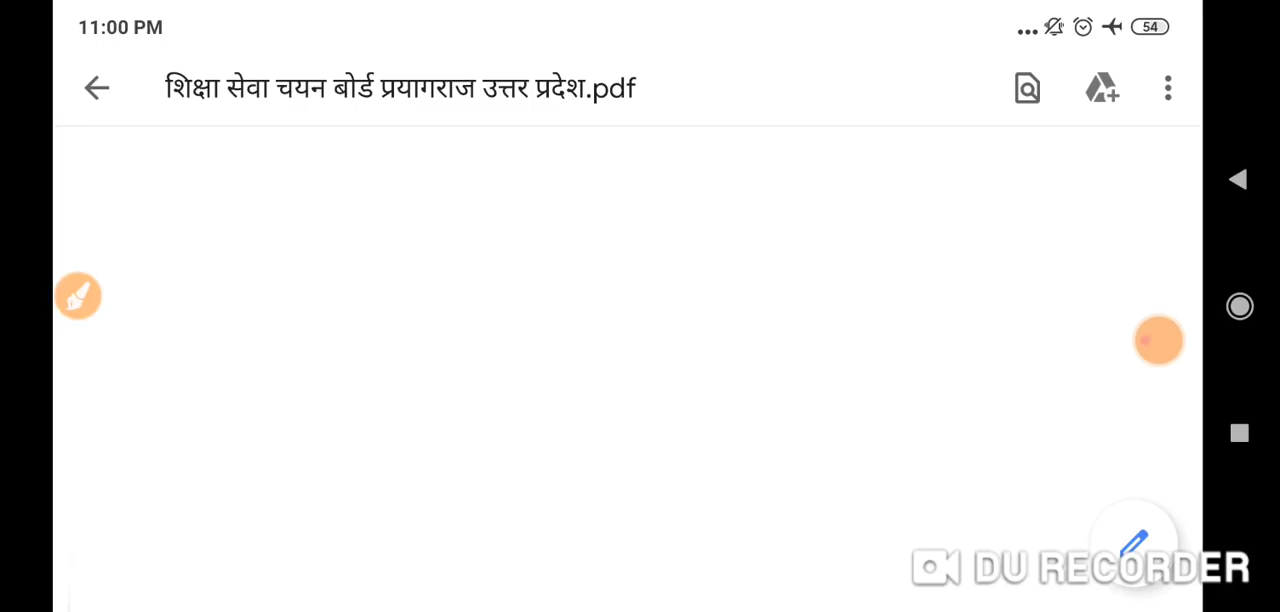 11:00 PM
54
शिक्षा सेवा चयन बोर्ड प्रयागराज उत्तर प्रदेश.pdf
DU RECORDER